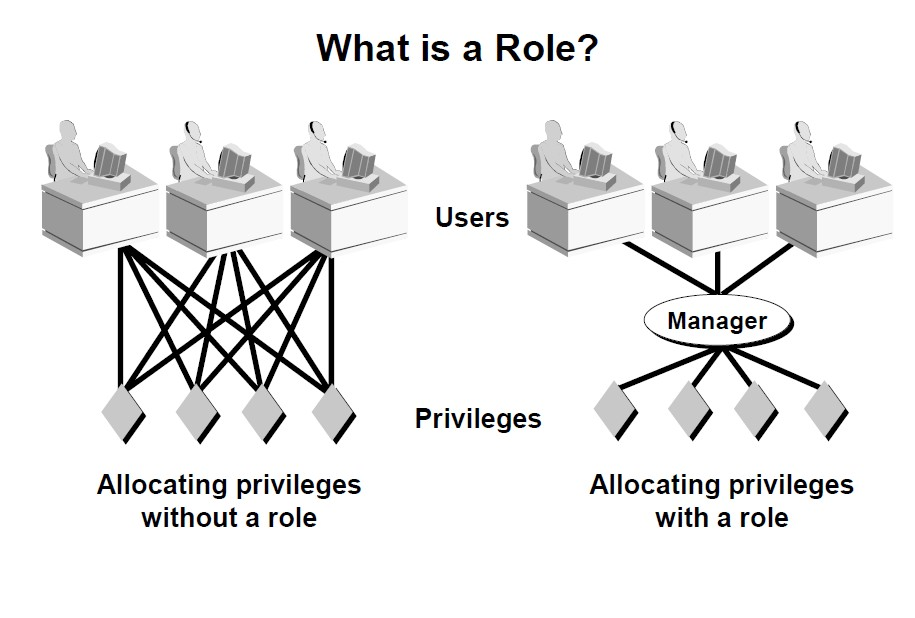 What is a Role?
Users
Manager
Privileges
Allocating privileges
without a role
Allocating privileges
with a role